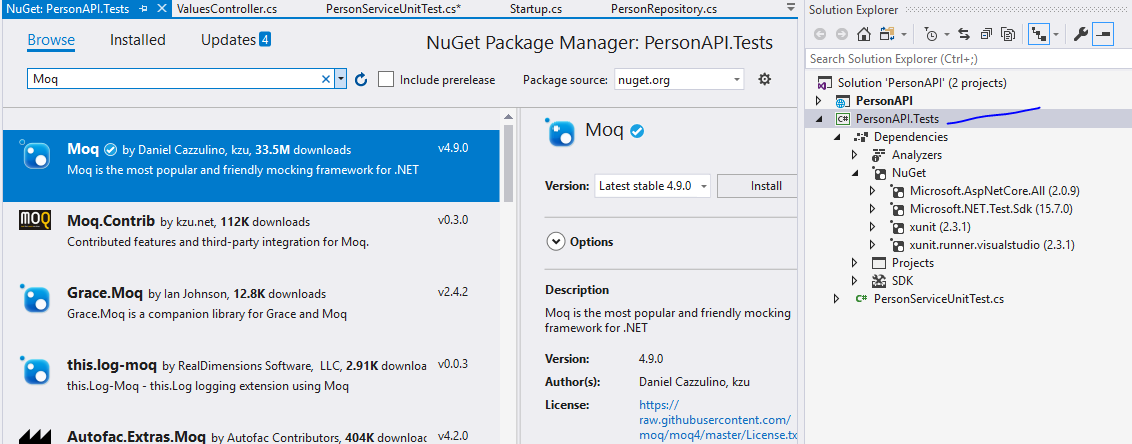 NuGet: PersonAPI.Tests
ValuesController.cs
PersonServiceUnitTest.cs*
Startup.cs
PersonRepository.cs
Browse
Installed
Updates 4
NuGet Package Manager: PersonAPI.Tests
Moq
Include prerelease
Package source: nuget.org
Moq by Daniel Cazzulino, kzu, 33.5M downloads
v4.9.0
Moq is the most popular and friendly mocking framework for .NET
MOQ
Moq.Contrib by kzu.net, 112K downloads
v0.3.0
Contributed features and third-party integration for Moq.
Grace.Moq by Ian Johnson, 12.8K downloads
v2.4.2
Grace.Moq is a companion library for Grace and Moq
this.log-moq by RealDimensions Software, LLC, 2.91K downloa
v0.0.3
this.Log-Moq - this.Log logging extension using Moq
Autofac.Extras.Moq by Autofac Contributors, 404K downloac
v4.2.0
Moq
Version: Latest stable 4.9.0
Install
Options
Description
Moq is the most popular and friendly mocking
framework for .NET
Version: 4.9.0
Author(s): Daniel Cazzulino, kzu
License: https://
raw.githubusercontent.com/
moq/moq4/master/License.tx
Solution Explorer
Search Solution Explorer (Ctrl+;)
Solution 'PersonAPI' (2 projects)
PersonAPI
C# PersonAPI.Tests
Dependencies
Analyzers
NuGet
Microsoft.AspNetCore.All (2.0.9)
Microsoft.NET.Test.Sdk (15.7.0)
xunit (2.3.1)
xunit.runner.visualstudio (2.3.1)
Projects
SDK
C# PersonServiceUnitTest.cs